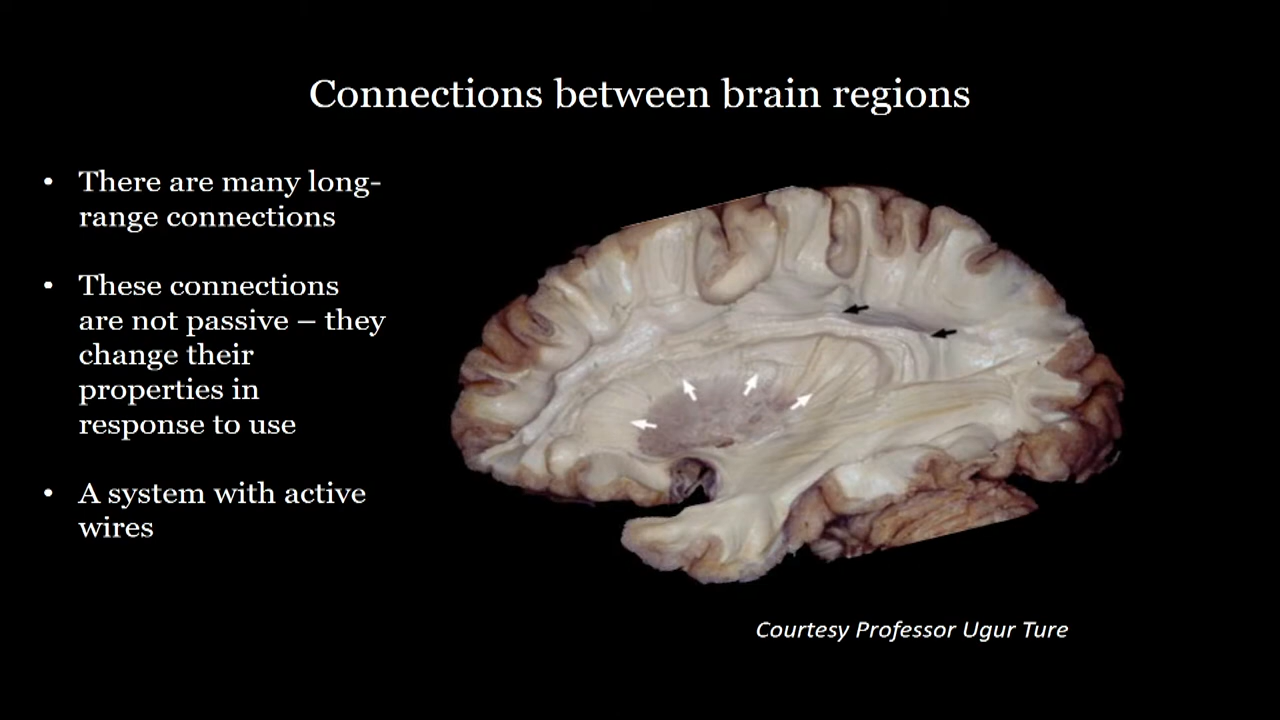 Connections between brain regions
• There are many long-
range connections
• These connections
are not passive – they
change their
properties in
response to use
• A system with active
wires
Courtesy Professor Ugur Ture